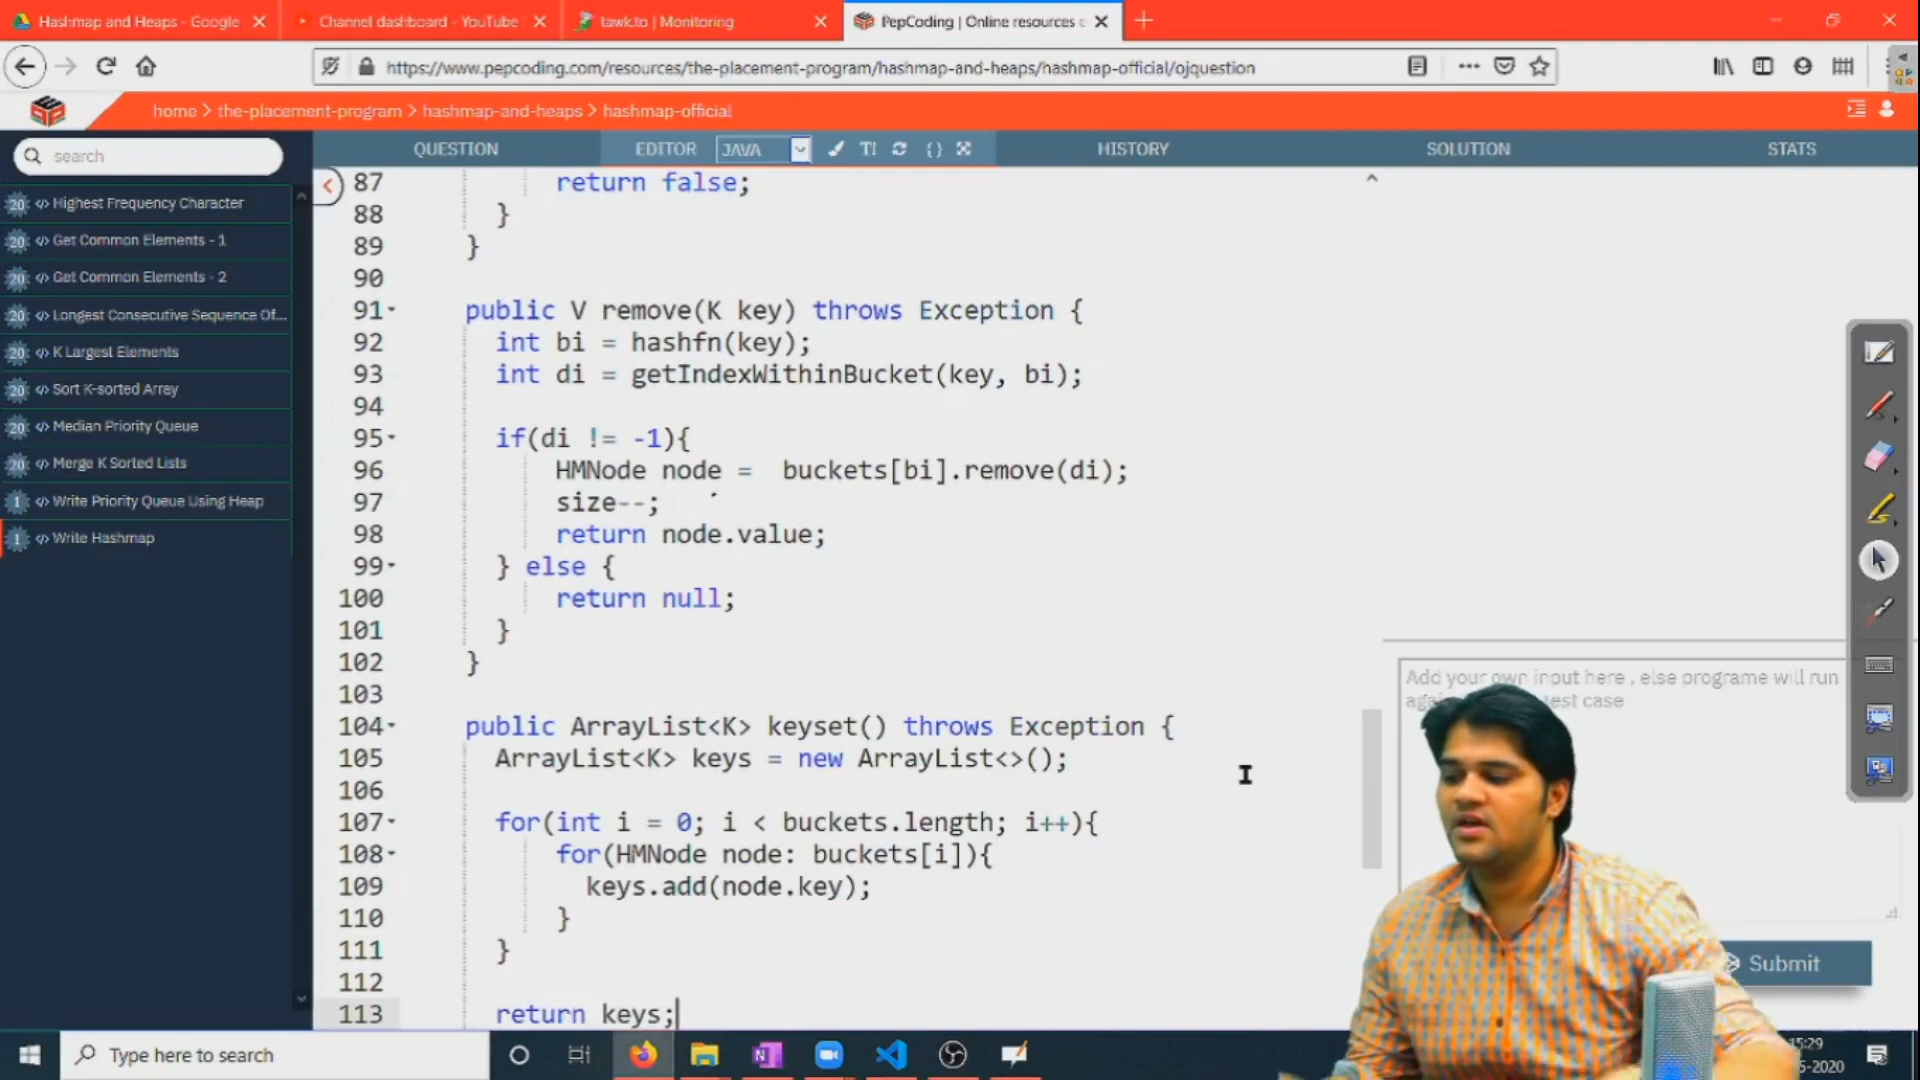 Hashmap and Heaps - Google
Channel dashboard - YouTube
tawk.to | Monitoring
PepCoding | Online resources
https://www.pepcoding.com/resources/the-placement-program/hashmap-and-heaps/hashmap-official/ojquestion
home > the-placement-program > hashmap-and-heaps > hashmap-official
search
QUESTION
EDITOR
JAVA
HISTORY
SOLUTION
STATS
20 </> Highest Frequency Character
20 </> Get Common Elements - 1
20 </> Get Common Elements - 2
20 </> Longest Consecutive Sequence Of...
20 </> K Largest Elements
20 </> Sort K-sorted Array
20 </> Median Priority Queue
20 </> Merge K Sorted Lists
1 </> Write Priority Queue Using Heap
1 </> Write Hashmap
87 return false;
88 }
89 }
90
91 public V remove(K key) throws Exception {
92 int bi = hashfn(key);
93 int di = getIndexWithinBucket(key, bi);
94
95 if(di != -1){
96 HMNode node = buckets[bi].remove(di);
97 size--;
98 return node.value;
99 } else {
100 return null;
101 }
102 }
103
104 public ArrayList<K> keyset() throws Exception {
105 ArrayList<K> keys = new ArrayList<>();
106
107 for(int i = 0; i < buckets.length; i++){
108 for(HMNode node: buckets[i]){
109 keys.add(node.key);
110 }
111 }
112
113 return keys;
Add your own input here , else programe will run
test case
Submit
Type here to search
15:29
2020